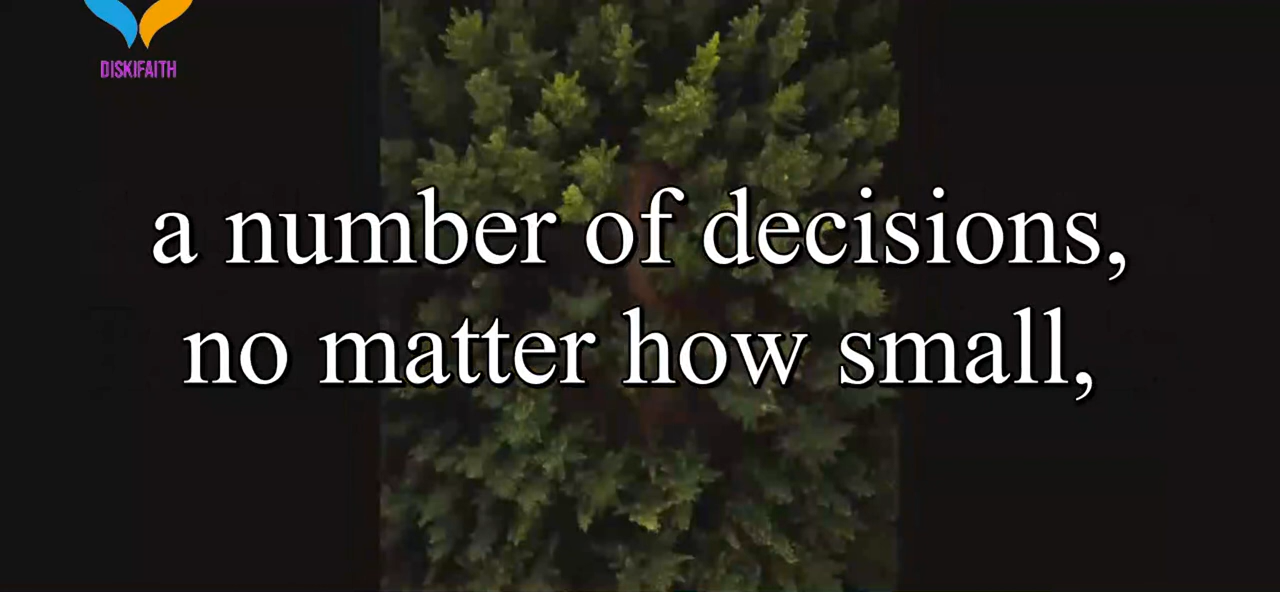 DISKIFAITH
a number of decisions,
no matter how small,